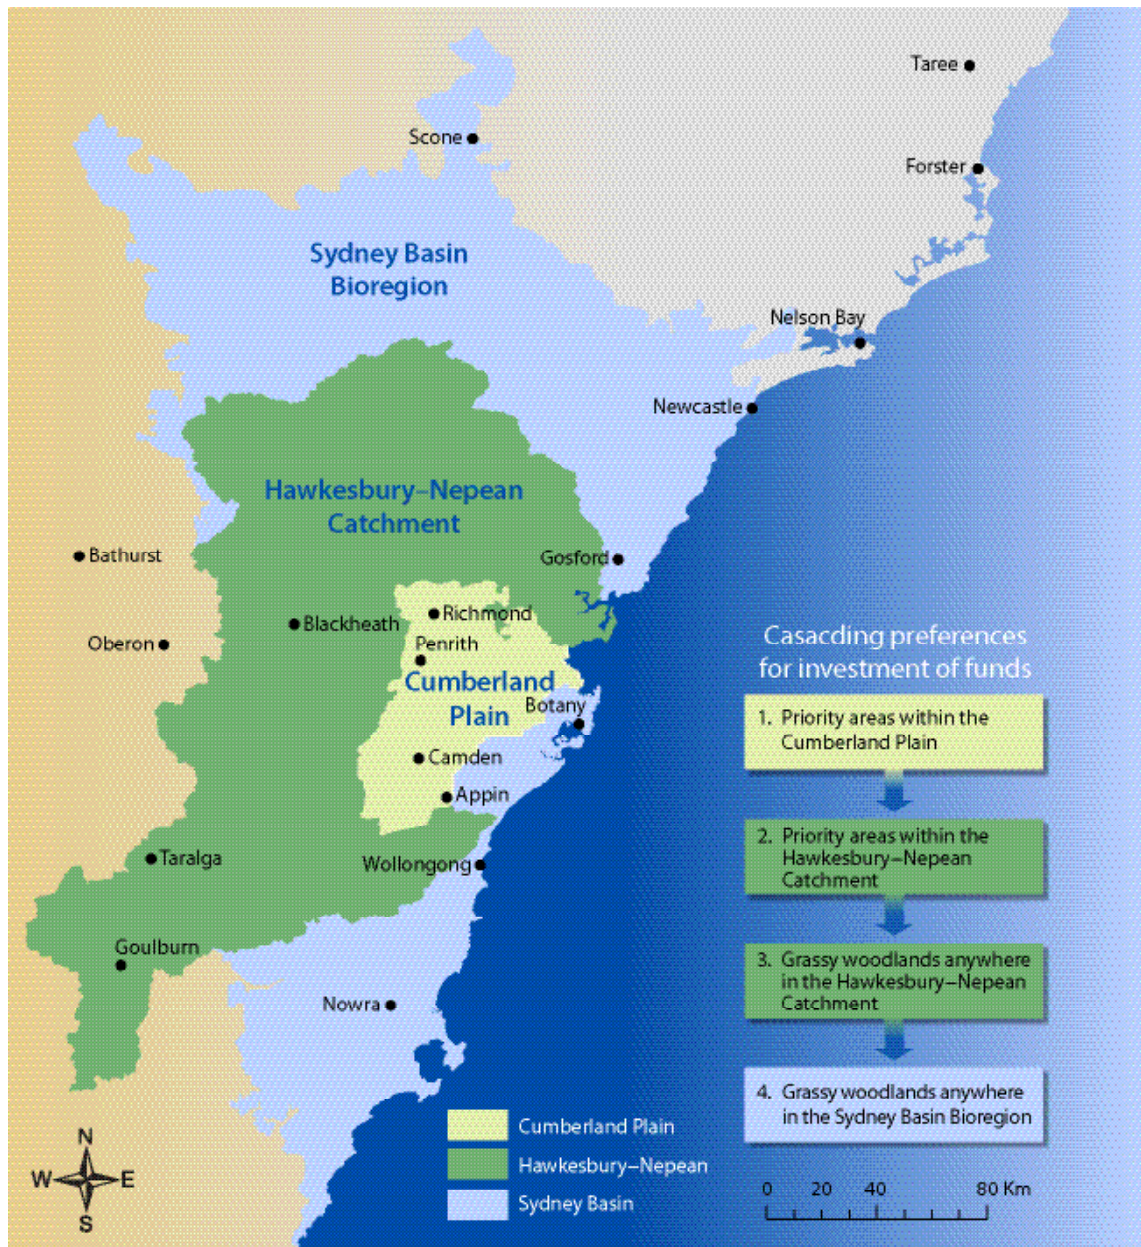 Taree
Scone
Forster
Sydney Basin
Bioregion
Nelson Bay
Newcastle
Hawkesbury–Nepean
Catchment
Bathurst
Gosford
Richmond
Blackheath
Oberon
Penrith
Cumberland
Plain
Botany
Camden
Appin
Taralga
Wollongong
Goulburn
Nowra
Casacding preferences
for investment of funds
1. Priority areas within the
Cumberland Plain
2. Priority areas within the
Hawkesbury–Nepean
Catchment
3. Grassy woodlands anywhere
in the Hawkesbury–Nepean
Catchment
4. Grassy woodlands anywhere
in the Sydney Basin Bioregion
Cumberland Plain
Hawkesbury–Nepean
Sydney Basin
N
W E
S
0 20 40 80 Km